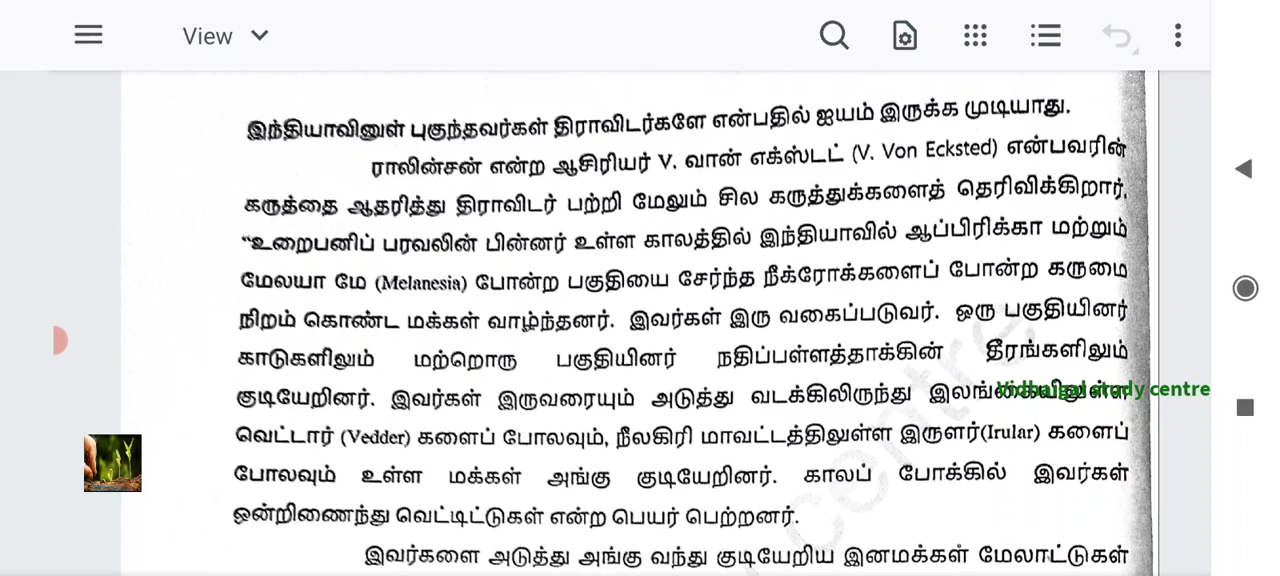 View
இந்தியாவினுள் புகுந்தவர்கள் திராவிடர்களே என்பதில் ஐயம் இருக்க முடியாது.
ராலின்சன் என்ற ஆசிரியர் V. வான் எக்ஸ்டட் (V. Von Ecksted) என்பவரின்
கருத்தை ஆதரித்து திராவிடர் பற்றி மேலும் சில கருத்துக்களைத் தெரிவிக்கிறார்.
“உறைபனிப் பரவலின் பின்னர் உள்ள காலத்தில் இந்தியாவில் ஆப்பிரிக்கா மற்றும்
மேலயா மே (Melanesia) போன்ற பகுதியை சேர்ந்த நீக்ரோக்களைப் போன்ற கருமை
நிறம் கொண்ட மக்கள் வாழ்ந்தனர். இவர்கள் இரு வகைப்படுவர். ஒரு பகுதியினர்
காடுகளிலும் மற்றொரு பகுதியினர் நதிப்பள்ளத்தாக்கின் தீரங்களிலும்
குடியேறினர். இவர்கள் இருவரையும் அடுத்து வடக்கிலிருந்து இலங்கையிலுள்ள
Vidhaigal study centre
வெட்டார் (Vedder) களைப் போலவும், நீலகிரி மாவட்டத்திலுள்ள இருளர்(Irular) களைப்
போலவும் உள்ள மக்கள் அங்கு குடியேறினர். காலப் போக்கில் இவர்கள்
ஒன்றிணைந்து வெட்டிட்டுகள் என்ற பெயர் பெற்றனர்.
இவர்களை அடுத்து அங்கு வந்து குடியேறிய இனமக்கள் மேலாட்டுகள்
centre